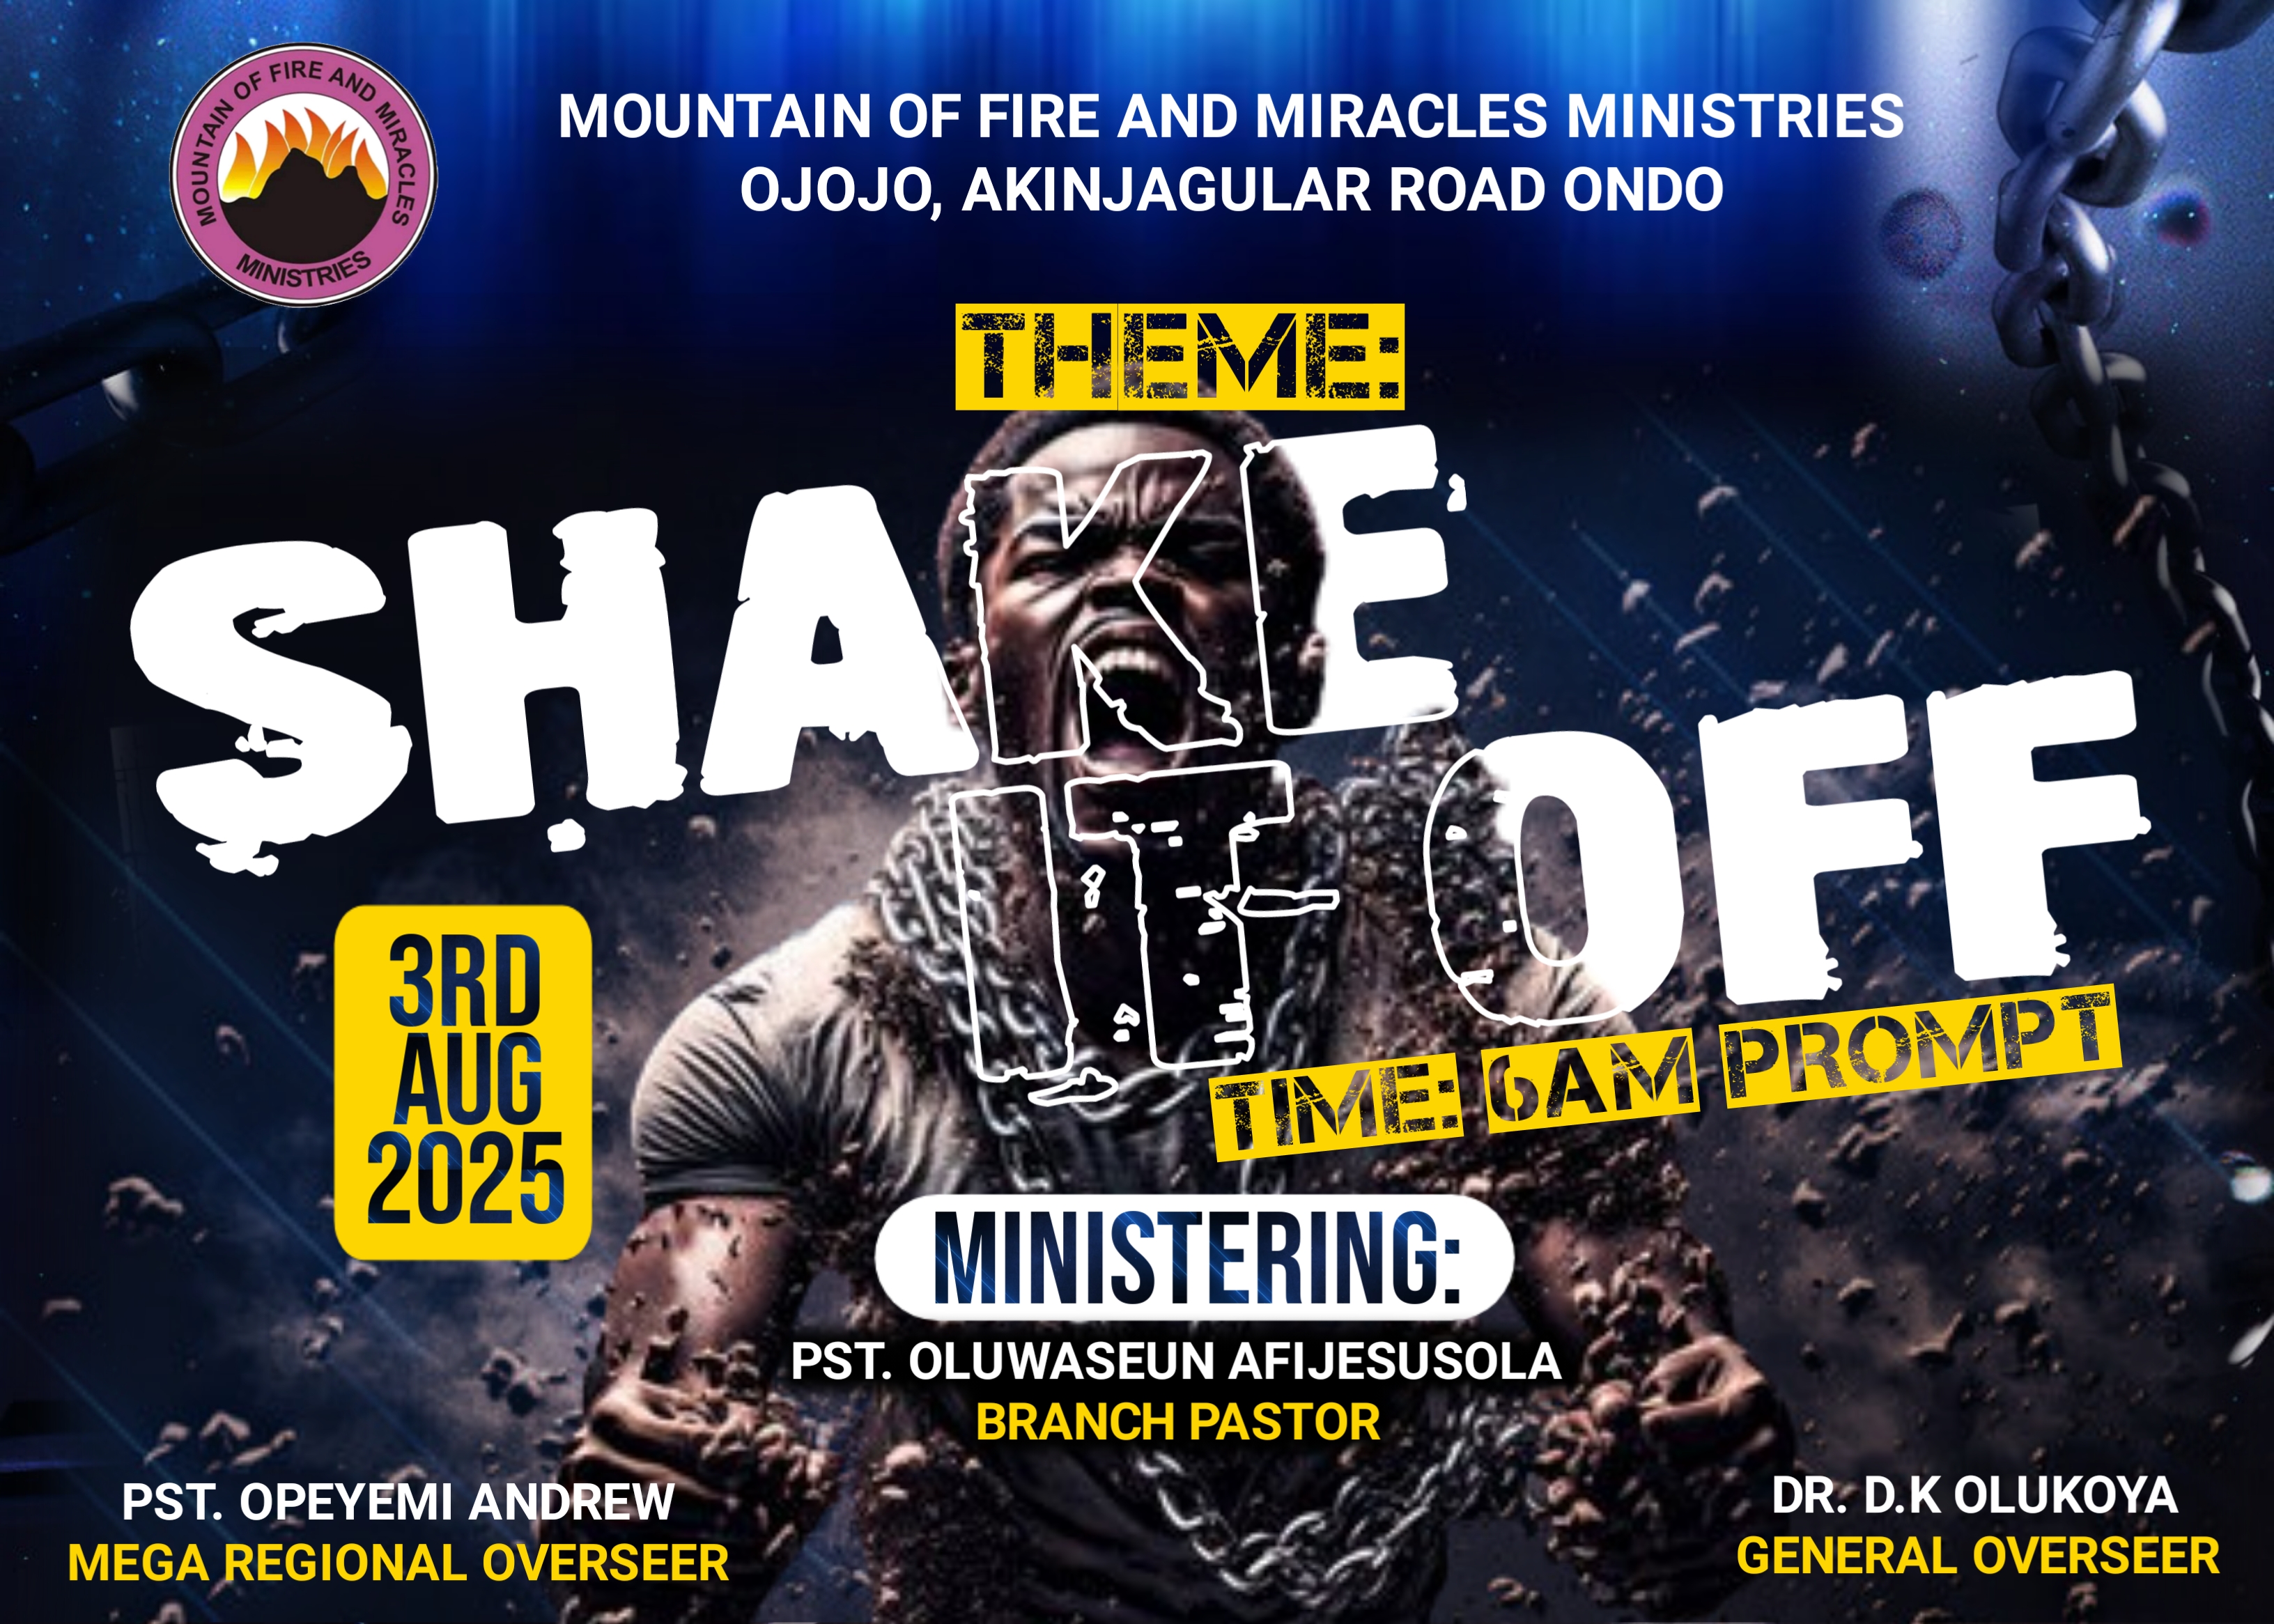 MOUNTAIN OF FIRE AND MIRACLES
MINISTRIES
MOUNTAIN OF FIRE AND MIRACLES MINISTRIES
OJOJO, AKINJAGULAR ROAD ONDO
THEME:
SHAKE
IT OFF
3RD
AUG
2025
TIME: 6AM PROMPT
MINISTERING:
PST. OLUWASEUN AFIJESUSOLA
BRANCH PASTOR
PST. OPEYEMI ANDREW
MEGA REGIONAL OVERSEER
DR. D.K OLUKOYA
GENERAL OVERSEER